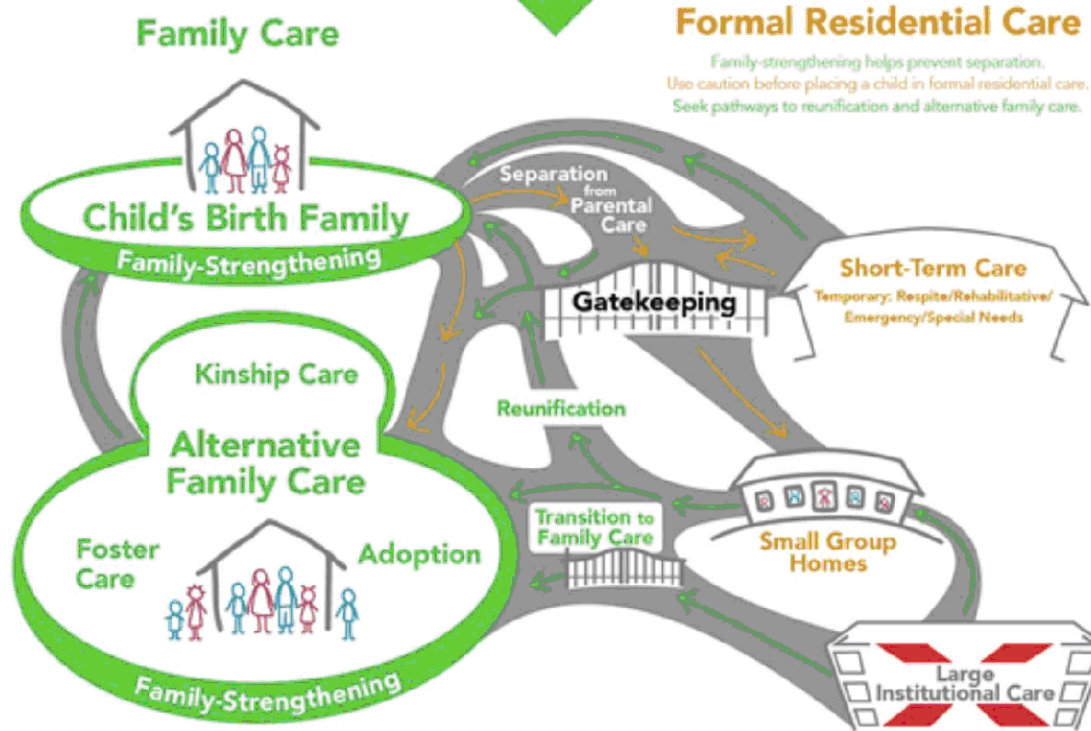 Family Care
Formal Residential Care
Family-strengthening helps prevent separation.
Use caution before placing a child in formal residential care.
Seek pathways to reunification and alternative family care.
Child's Birth Family
Family-Strengthening
Separation
from
Parental
Care
Gatekeeping
Short-Term Care
Temporary: Respite/Rehabilitative/
Emergency/Special Needs
Kinship Care
Reunification
Alternative
Family Care
Foster
Care
Adoption
Transition to
Family Care
Small Group
Homes
Large
Institutional Care
Family-Strengthening